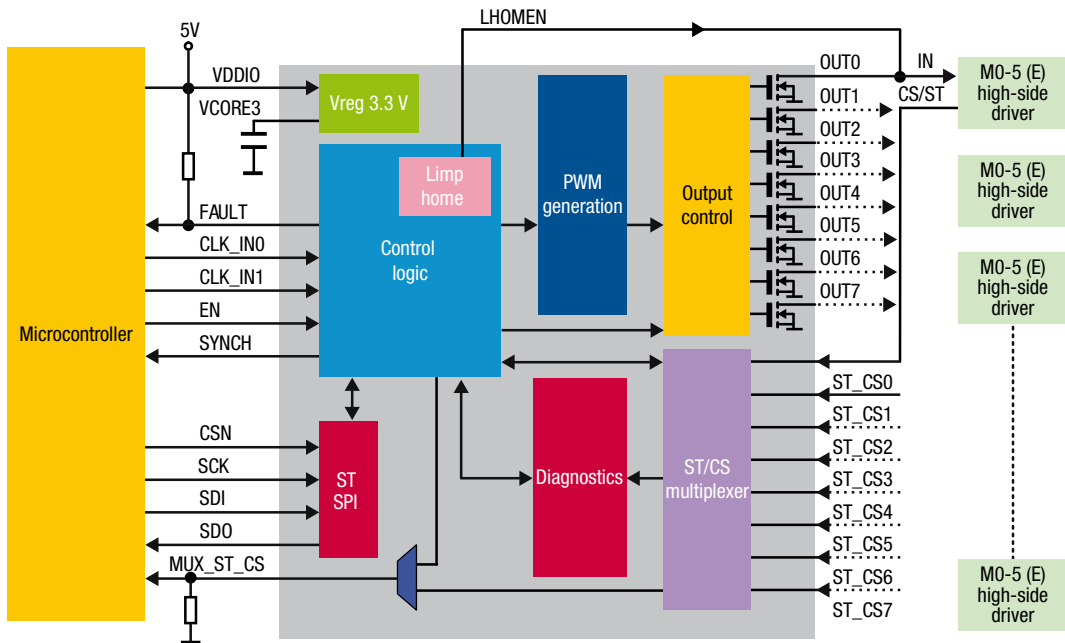 LHOMEN
5V
VDDIO
VCORE3
Vreg 3.3 V
Limp
home
Control
logic
PWM
generation
Output
control
OUT0
OUT1
OUT2
OUT3
OUT4
OUT5
OUT6
OUT7
IN
CS/ST
M0-5 (E)
high-side
driver
M0-5 (E)
high-side
driver
M0-5 (E)
high-side
driver
M0-5 (E)
high-side
driver
Microcontroller
FAULT
CLK_IN0
CLK_IN1
EN
SYNCH
CSN
SCK
SDI
SDO
MUX_ST_CS
ST
SPI
Diagnostics
ST/CS
multiplexer
ST_CS0
ST_CS1
ST_CS2
ST_CS3
ST_CS4
ST_CS5
ST_CS6
ST_CS7